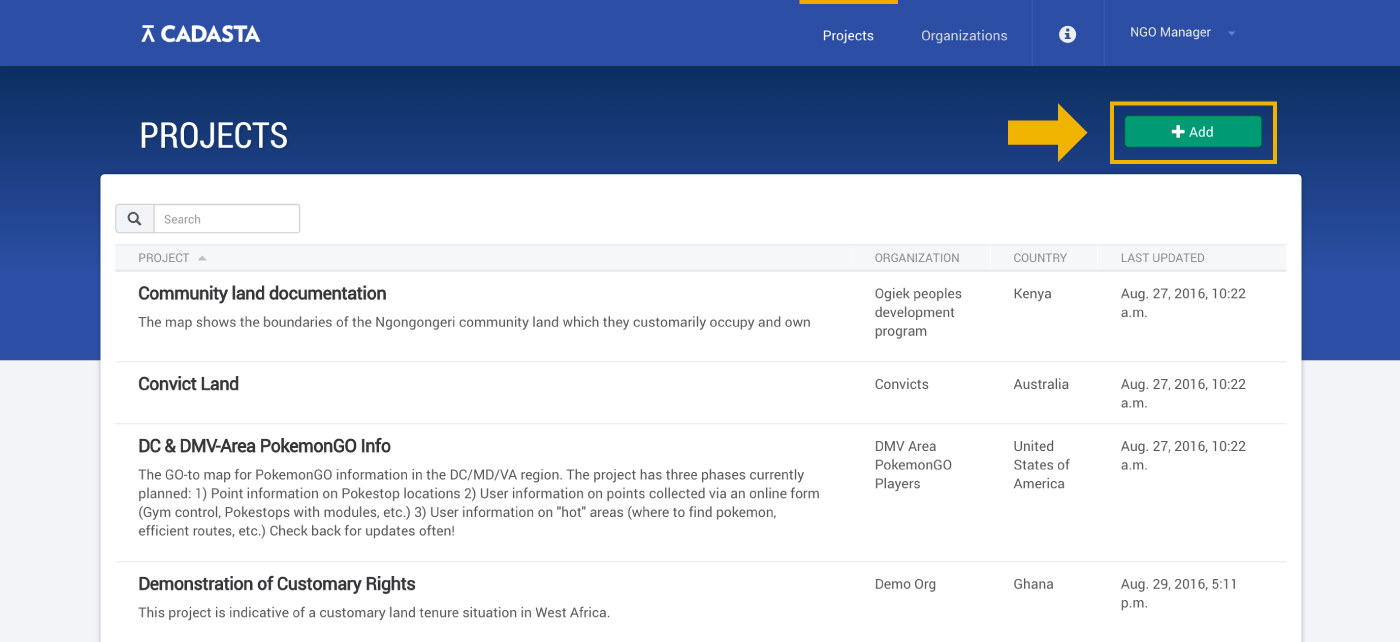 CADASTA
Projects
Organizations
NGO Manager
PROJECTS
Add
Search
PROJECT
ORGANIZATION
COUNTRY
LAST UPDATED
Community land documentation
The map shows the boundaries of the Ngongongeri community land which they customarily occupy and own
Ogiek peoples
development
program
Kenya
Aug. 27, 2016, 10:22
a.m.
Convict Land
Convicts
Australia
Aug. 27, 2016, 10:22
a.m.
DC & DMV-Area PokemonGO Info
The GO-to map for PokemonGO information in the DC/MD/VA region. The project has three phases currently
planned: 1) Point information on Pokestop locations 2) User information on points collected via an online form
(Gym control, Pokestops with modules, etc.) 3) User information on "hot" areas (where to find pokemon,
efficient routes, etc.) Check back for updates often!
DMV Area
PokemonGO
Players
United
States of
America
Aug. 27, 2016, 10:22
a.m.
Demonstration of Customary Rights
This project is indicative of a customary land tenure situation in West Africa.
Demo Org
Ghana
Aug. 29, 2016, 5:11
p.m.